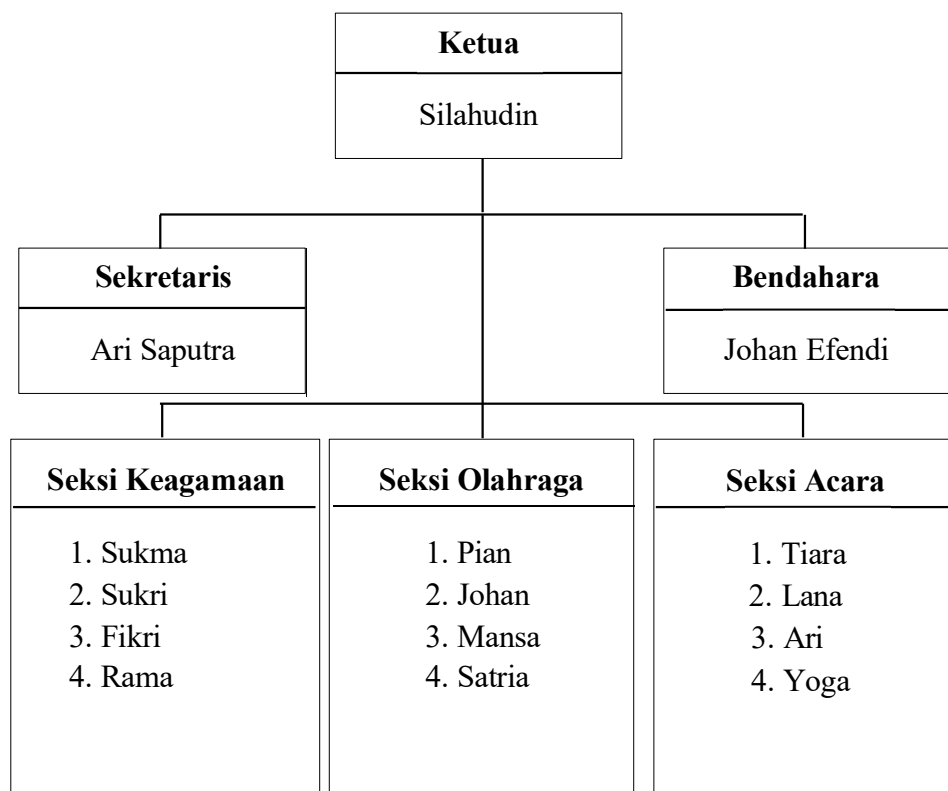 Ketua
Silahudin
Sekretaris
Ari Saputra
Bendahara
Johan Efendi
Seksi Keagamaan
1. Sukma
2. Sukri
3. Fikri
4. Rama
Seksi Olahraga
1. Pian
2. Johan
3. Mansa
4. Satria
Seksi Acara
1. Tiara
2. Lana
3. Ari
4. Yoga